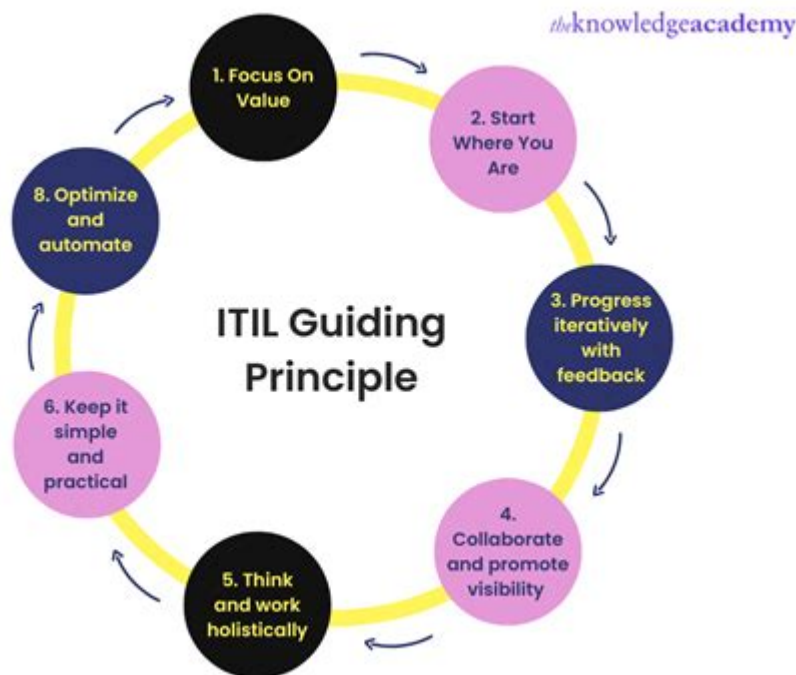 theknowledgeacademy
1. Focus On
Value
2. Start
Where You
Are
3. Progress
iteratively
with
feedback
4.
Collaborate
and promote
visibility
5. Think
and work
holistically
6. Keep it
simple
and
practical
8. Optimize
and
automate
ITIL Guiding
Principle